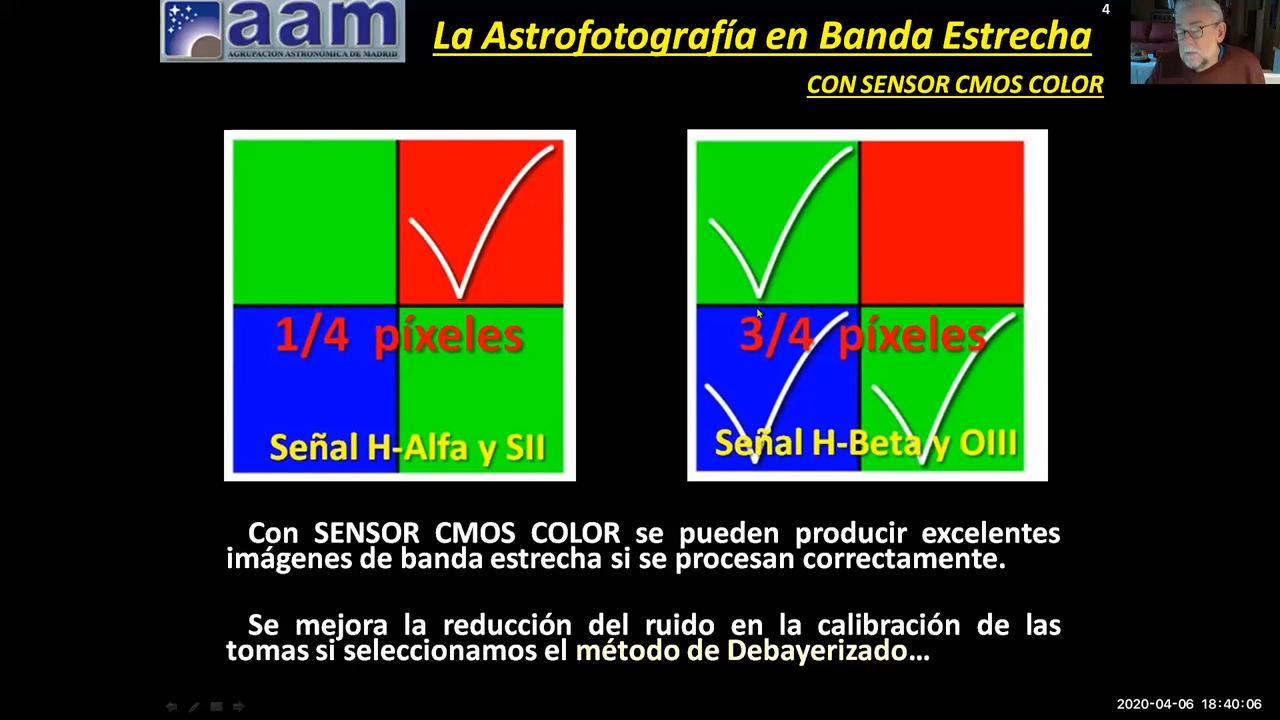 aam
AGRUPACIÓN ASTRONÓMICA DE MADRID
La Astrofotografía en Banda Estrecha
4
CON SENSOR CMOS COLOR
1/4 píxeles
Señal H-Alfa y SII
3/4 píxeles
Señal H-Beta y OIII
Con SENSOR CMOS COLOR se pueden producir excelentes
imágenes de banda estrecha si se procesan correctamente.
Se mejora la reducción del ruido en la calibración de las
tomas si seleccionamos el método de Debayerizado...
2020-04-06 18:40:06